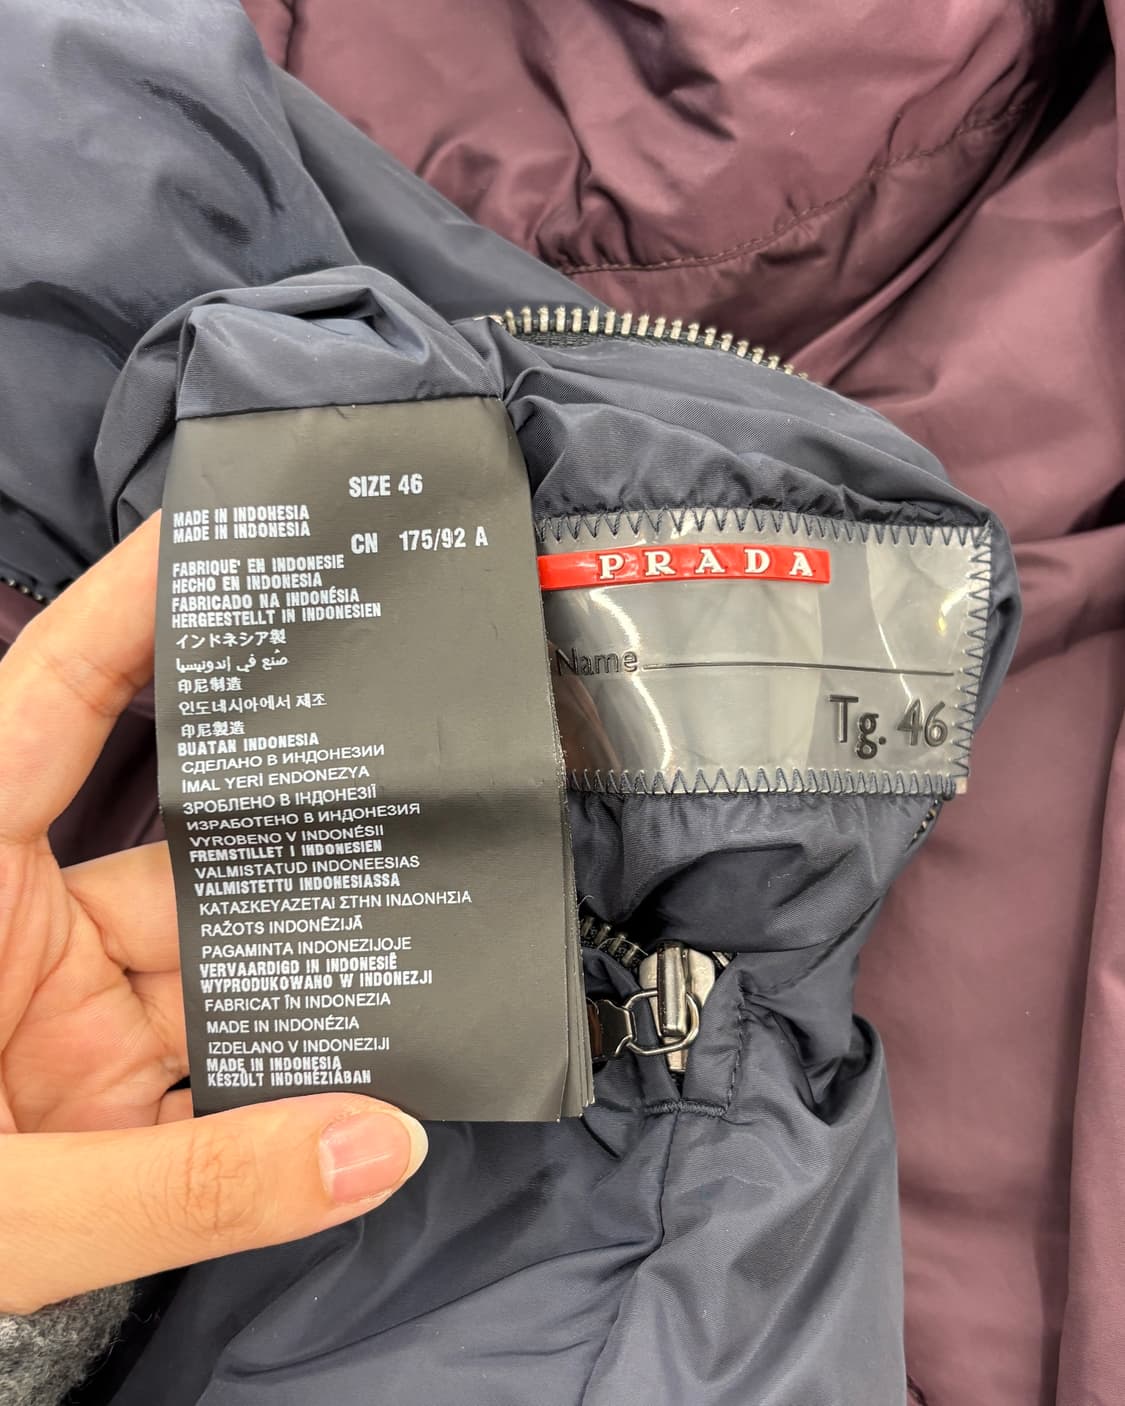 SIZE 46
MADE IN INDONESIA
MADE IN INDONESIA
CN 175/92 A
FABRIQUE' EN INDONESIE
HECHO EN INDONESIA
FABRICADO NA INDONÉSIA
HERGEESTELLT IN INDONESIEN
インドネシア製
صُنع في إندونيسيا
印尼制造
인도네시아에서 제조
印尼製造
BUATAN INDONESIA
СДЕЛАНО В ИНДОНЕЗИИ
İMAL YERİ ENDONEZYA
ЗРОБЛЕНО В ІНДОНЕЗІЇ
ИЗРАБОТЕНО В ИНДОНЕЗИЯ
VYROBENO V INDONÉSII
FREMSTILLET I INDONESIEN
VALMISTATUD INDONEESIAS
VALMISTETTU INDONESIASSA
ΚΑΤΑΣΚΕΥΑΖΕΤΑΙ ΣΤΗΝ ΙΝΔΟΝΗΣΙΑ
RAŽOTS INDONĒZIJĀ
PAGAMINTA INDONEZIJOJE
VERVAARDIGD IN INDONESIË
WYPRODUKOWANO W INDONEZJI
FABRICAT ÎN INDONEZIA
MADE IN INDONÉZIA
IZDELANO V INDONEZIJI
MADE IN INDONESIA
KÉSZÜLT INDONÉZIÁBAN
PRADA
Name
Tg. 46